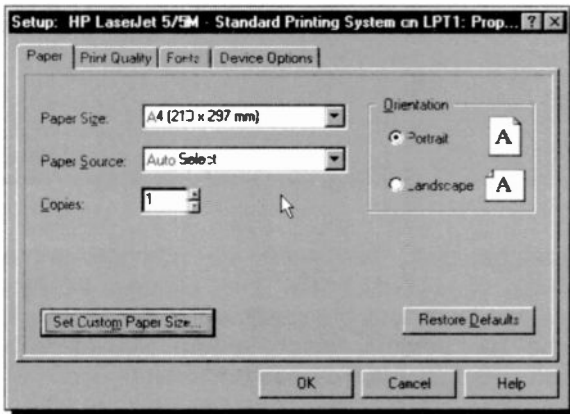 Setup: HP LaserJet 5/5M - Standard Printing System on LPT1: Prop... ? ×
Paper Print Quality Fonts Device Options
Paper Size: A4 (210 x 297 mm)
Paper Source: Auto Select
Copies: 1
Orientation
Portrait A
Landscape A
Set Custom Paper Size...
Restore Defaults
OK Cancel Help